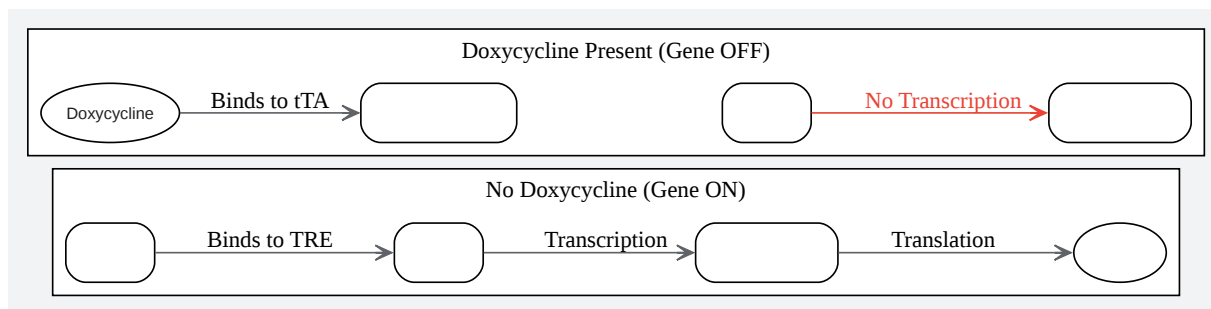 Doxycycline Present (Gene OFF)
Doxycycline
Binds to tTA
No Transcription
No Doxycycline (Gene ON)
Binds to TRE
Transcription
Translation